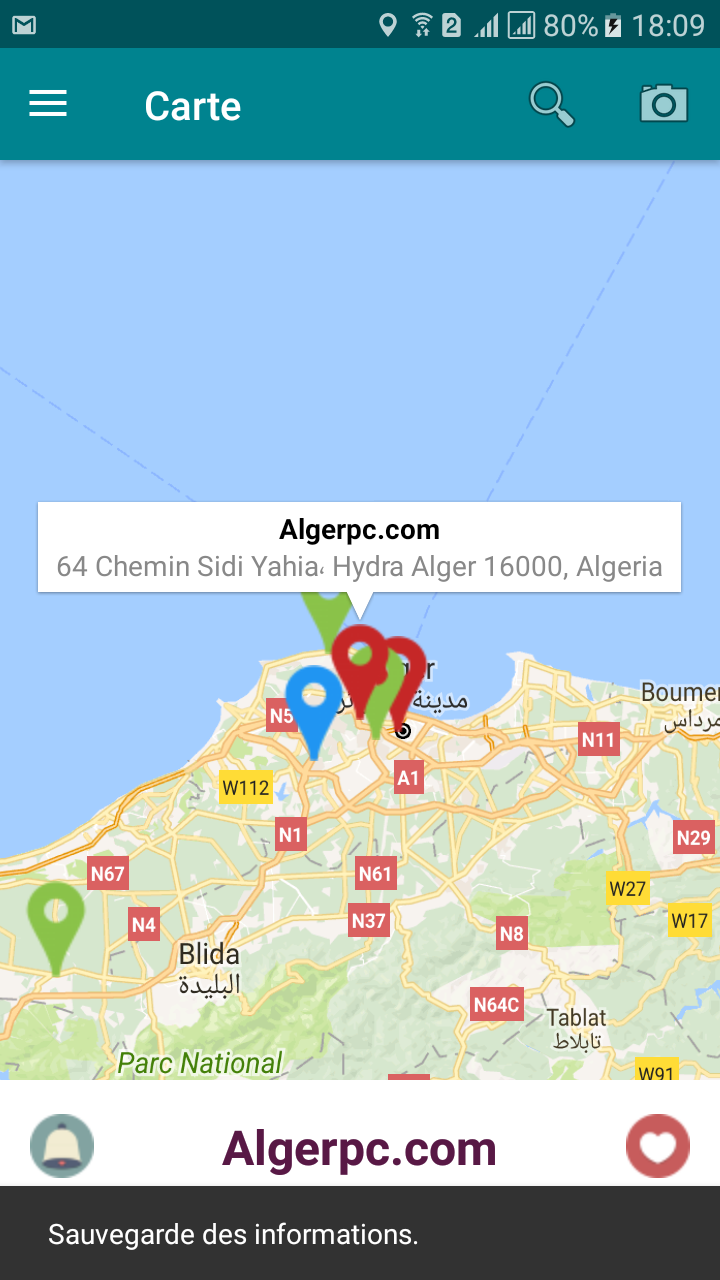 2 80% 18:09
Carte
Algerpc.com
64 Chemin Sidi Yahia، Hydra Alger 16000, Algeria
Boumer
مرداس
مدينة
N5
N11
A1
W112
N1
N29
N67
N61
W27
N4
N37
W17
N8
Blida
البليدة
N64C
Tablat
تابلاط
Parc National
W91
Algerpc.com
Sauvegarde des informations.